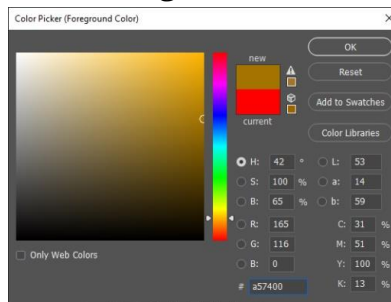 Color Picker (Foreground Color)
new
current
OK
Reset
Add to Swatches
Color Libraries
H: 42 °
S: 100 %
B: 65 %
R: 165
G: 116
B: 0
# a57400
L: 53
a: 14
b: 59
C: 31 %
M: 51 %
Y: 100 %
K: 13 %
Only Web Colors